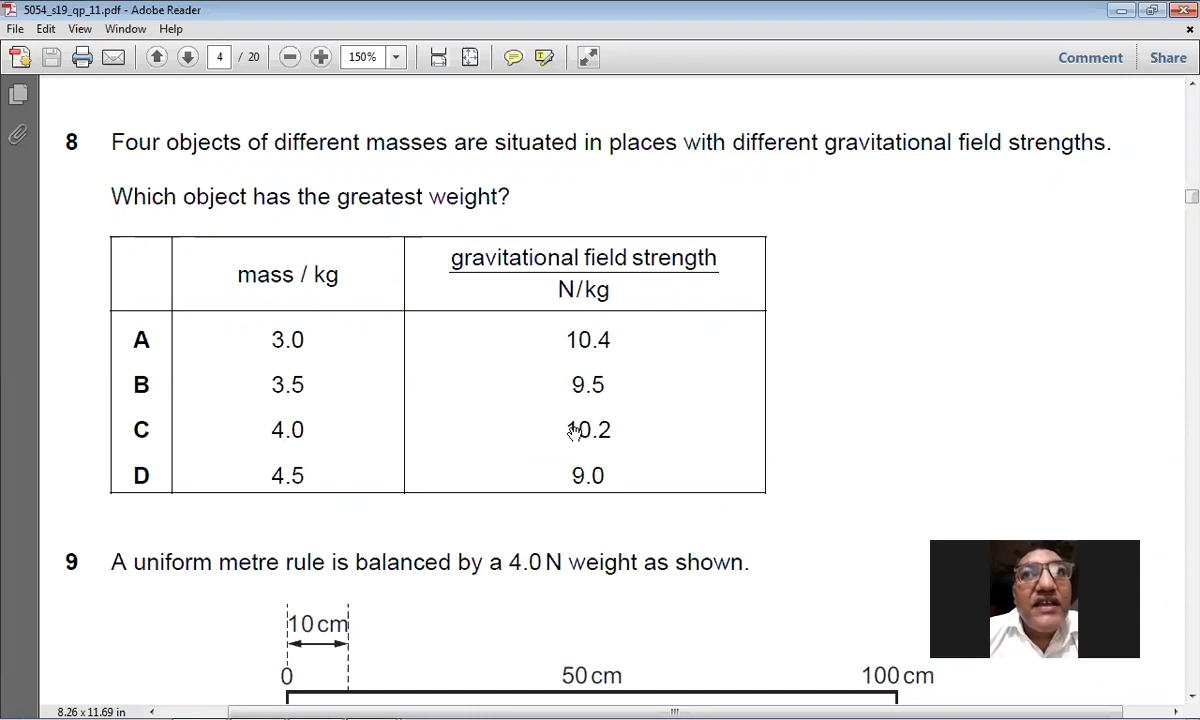 5054_s19_qp_11.pdf - Adobe Reader
File Edit View Window Help
4 / 20 150% Comment Share
8 Four objects of different masses are situated in places with different gravitational field strengths.
Which object has the greatest weight?
mass / kg
gravitational field strength
N/kg
A 3.0 10.4
B 3.5 9.5
C 4.0 10.2
D 4.5 9.0
9 A uniform metre rule is balanced by a 4.0 N weight as shown.
10 cm
0 50 cm 100 cm
8.26 x 11.69 in